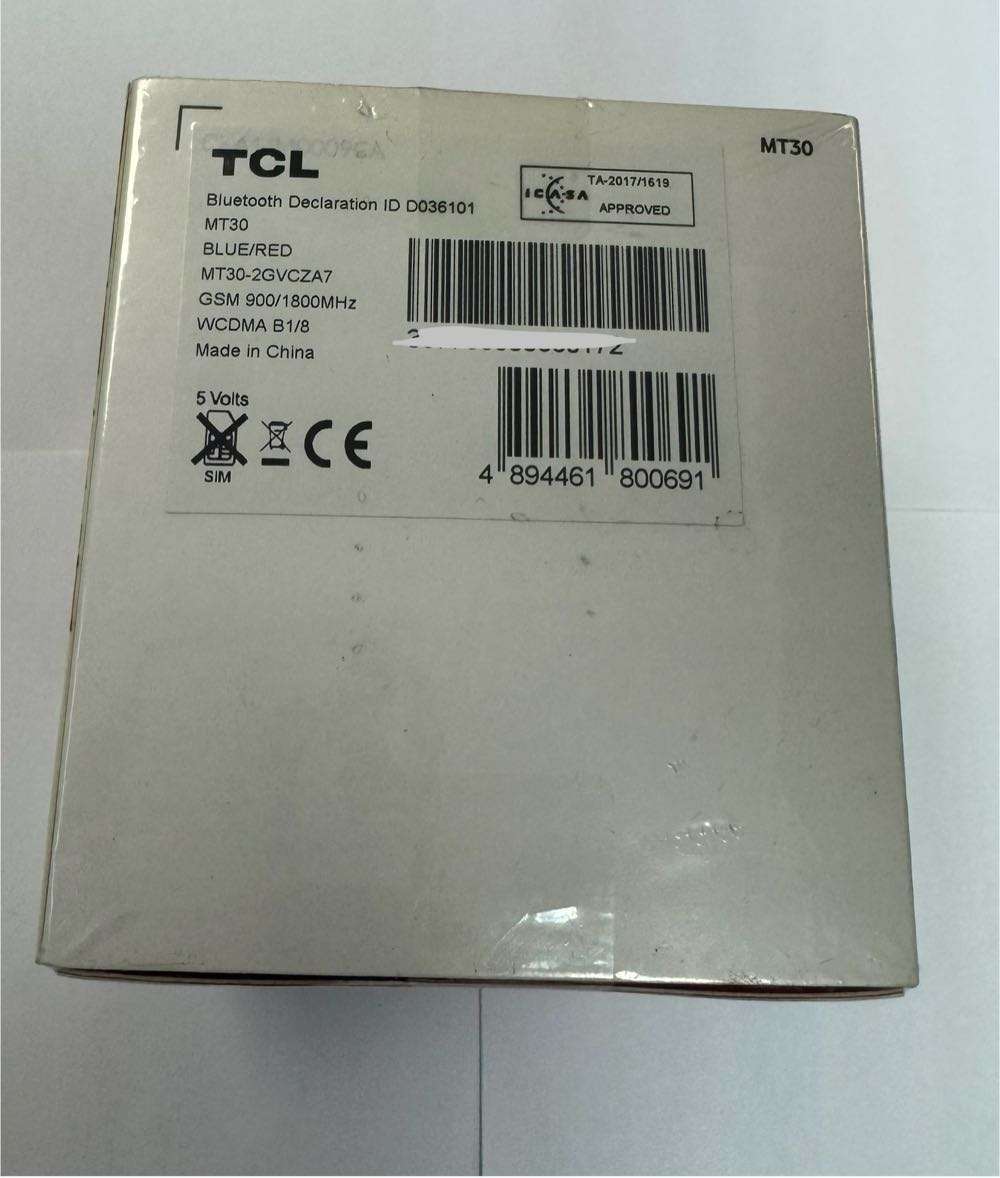 MT30
TCL
ICASA
TA-2017/1619
APPROVED
Bluetooth Declaration ID D036101
MT30
BLUE/RED
MT30-2GVCZA7
GSM 900/1800MHz
WCDMA B1/8
Made in China
5 Volts
CE
SIM
4 894461 800691